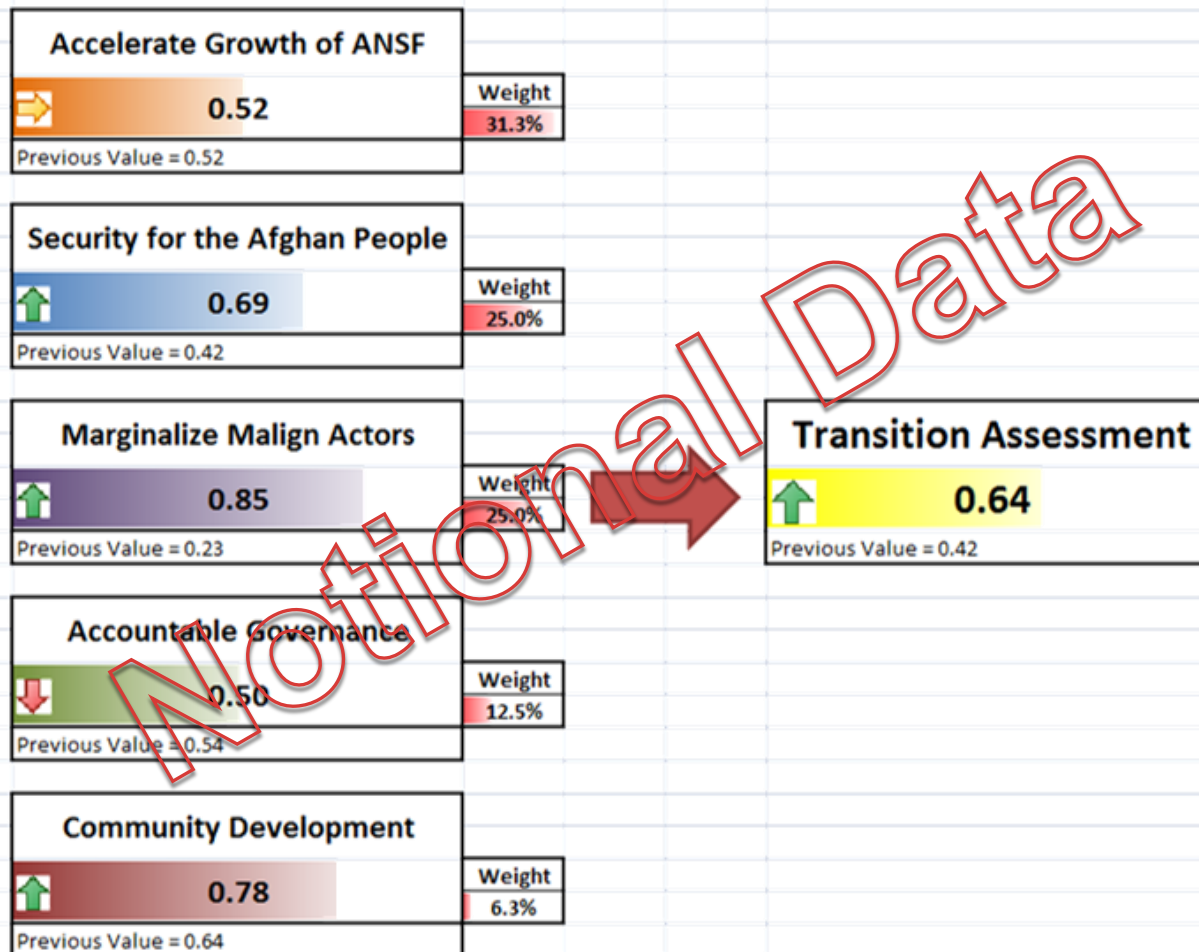 Accelerate Growth of ANSF
0.52
Previous Value = 0.52
Weight
31.3%
Security for the Afghan People
0.69
Previous Value = 0.42
Weight
25.0%
Marginalize Malign Actors
0.85
Previous Value = 0.23
Weight
25.0%
Transition Assessment
0.64
Previous Value = 0.42
Accountable Governance
0.50
Previous Value = 0.54
Weight
12.5%
Community Development
0.78
Previous Value = 0.64
Weight
6.3%
Notional Data